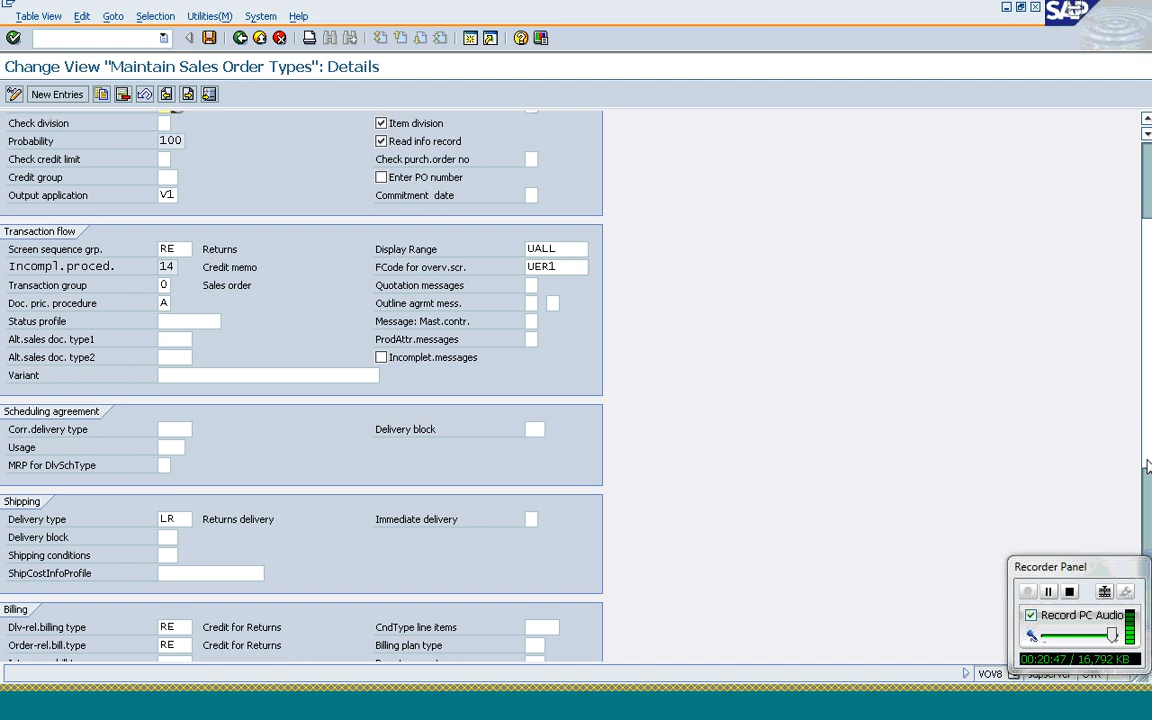 Table View Edit Goto Selection Utilities(M) System Help
SAP
Change View "Maintain Sales Order Types": Details
New Entries
Check division Item division
Probability 100 Read info record
Check credit limit Check purch.order no
Credit group Enter PO number
Output application V1 Commitment date
Transaction flow
Screen sequence grp. RE Returns Display Range UALL
Incompl.proced. 14 Credit memo FCode for overv.scr. UER1
Transaction group 0 Sales order Quotation messages
Doc. pric. procedure A Outline agrmt mess.
Status profile Message: Mast.contr.
Alt.sales doc. type1 ProdAttr.messages
Alt.sales doc. type2 Incomplet.messages
Variant
Scheduling agreement
Corr.delivery type Delivery block
Usage
MRP for DlvSchType
Shipping
Delivery type LR Returns delivery Immediate delivery
Delivery block
Shipping conditions
ShipCostInfoProfile
Billing
Dlv-rel.billing type RE Credit for Returns CndType line items
Order-rel.bill.type RE Credit for Returns Billing plan type
Recorder Panel
Record PC Audio
00:20:47 / 16,792 KB
VOV8